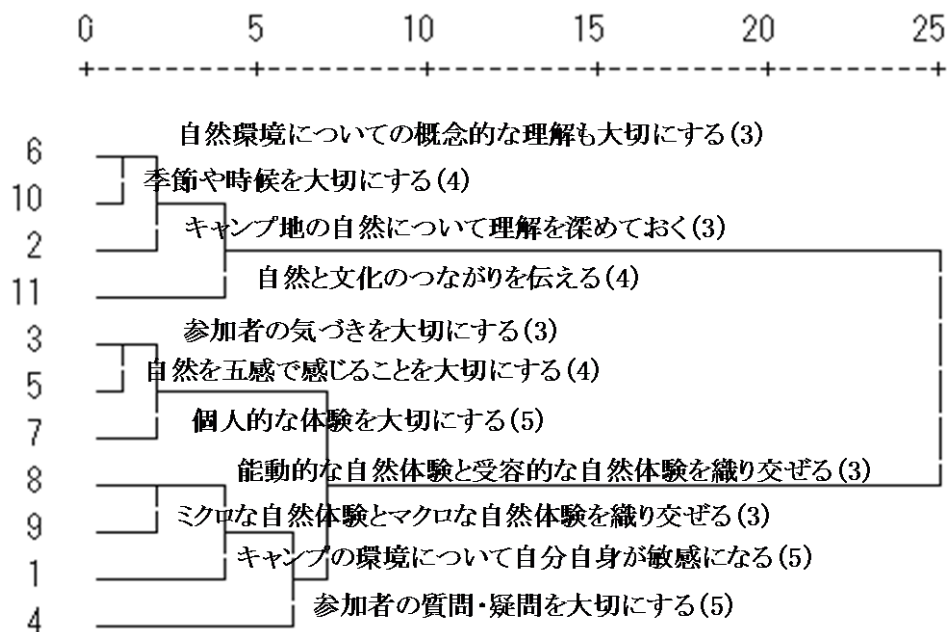 0 5 10 15 20 25
+---------+---------+---------+---------+---------+
6 自然環境についての概念的な理解も大切にする(3)
10 季節や時候を大切にする(4)
2 キャンプ地の自然について理解を深めておく(3)
11 自然と文化のつながりを伝える(4)
3 参加者の気づきを大切にする(3)
5 自然を五感で感じることを大切にする(4)
7 個人的な体験を大切にする(5)
8 能動的な自然体験と受容的な自然体験を織り交ぜる(3)
9 ミクロな自然体験とマクロな自然体験を織り交ぜる(3)
1 キャンプの環境について自分自身が敏感になる(5)
4 参加者の質問・疑問を大切にする(5)